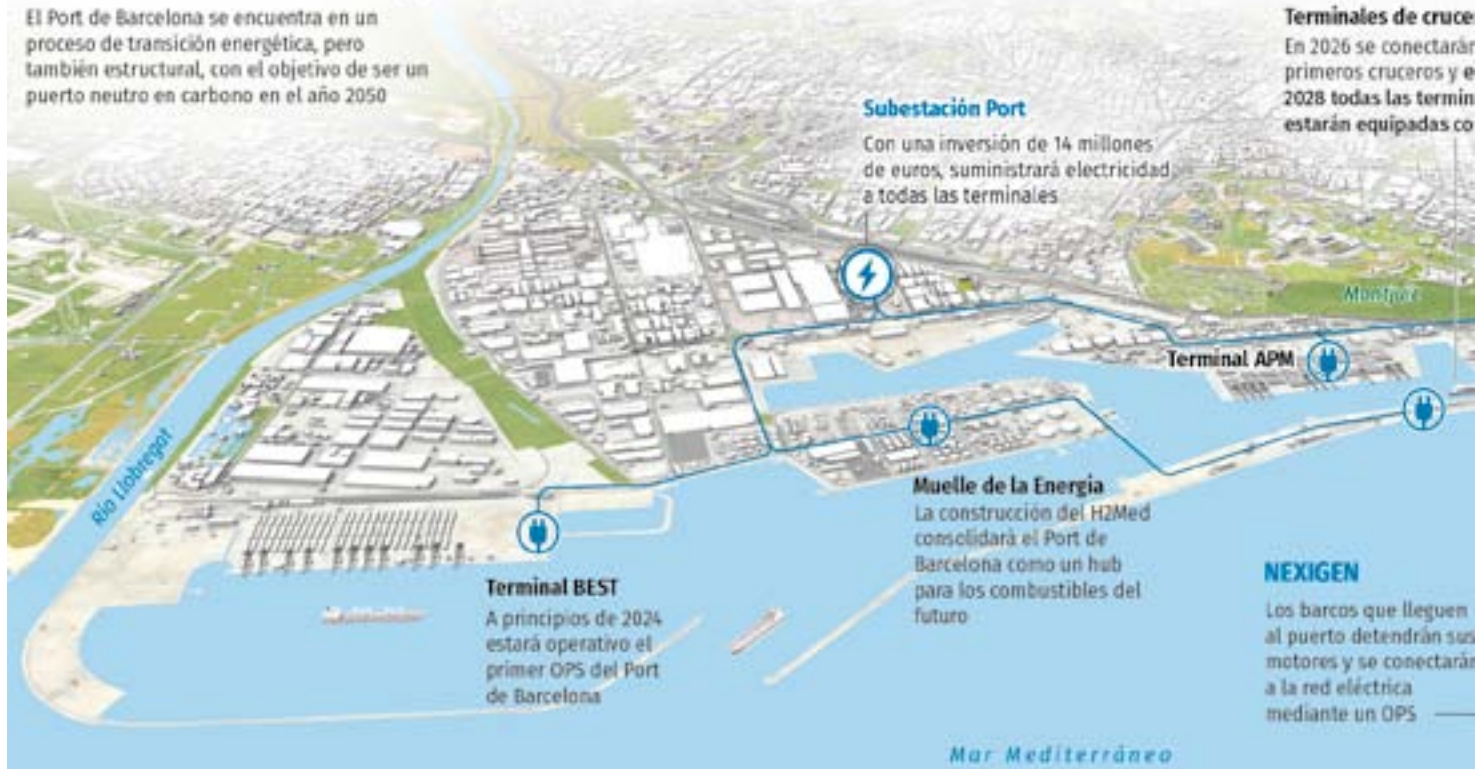 El Port de Barcelona se encuentra en un
proceso de transición energética, pero
también estructural, con el objetivo de ser un
puerto neutro en carbono en el año 2050
Terminales de cruce
En 2026 se conectarán
primeros cruceros y e
2028 todas las termin
estarán equipadas co
Subestación Port
Con una inversión de 14 millones
de euros, suministrará electricidad
a todas las terminales
Montjuïc
Terminal APM
Río Llobregat
Muelle de la Energia
La construcción del H2Med
consolidará el Port de
Barcelona como un hub
para los combustibles del
futuro
Terminal BEST
A principios de 2024
estará operativo el
primer OPS del Port
de Barcelona
NEXIGEN
Los barcos que lleguen
al puerto detendrán sus
motores y se conectarán
a la red eléctrica
mediante un OPS
Mar Mediterráneo